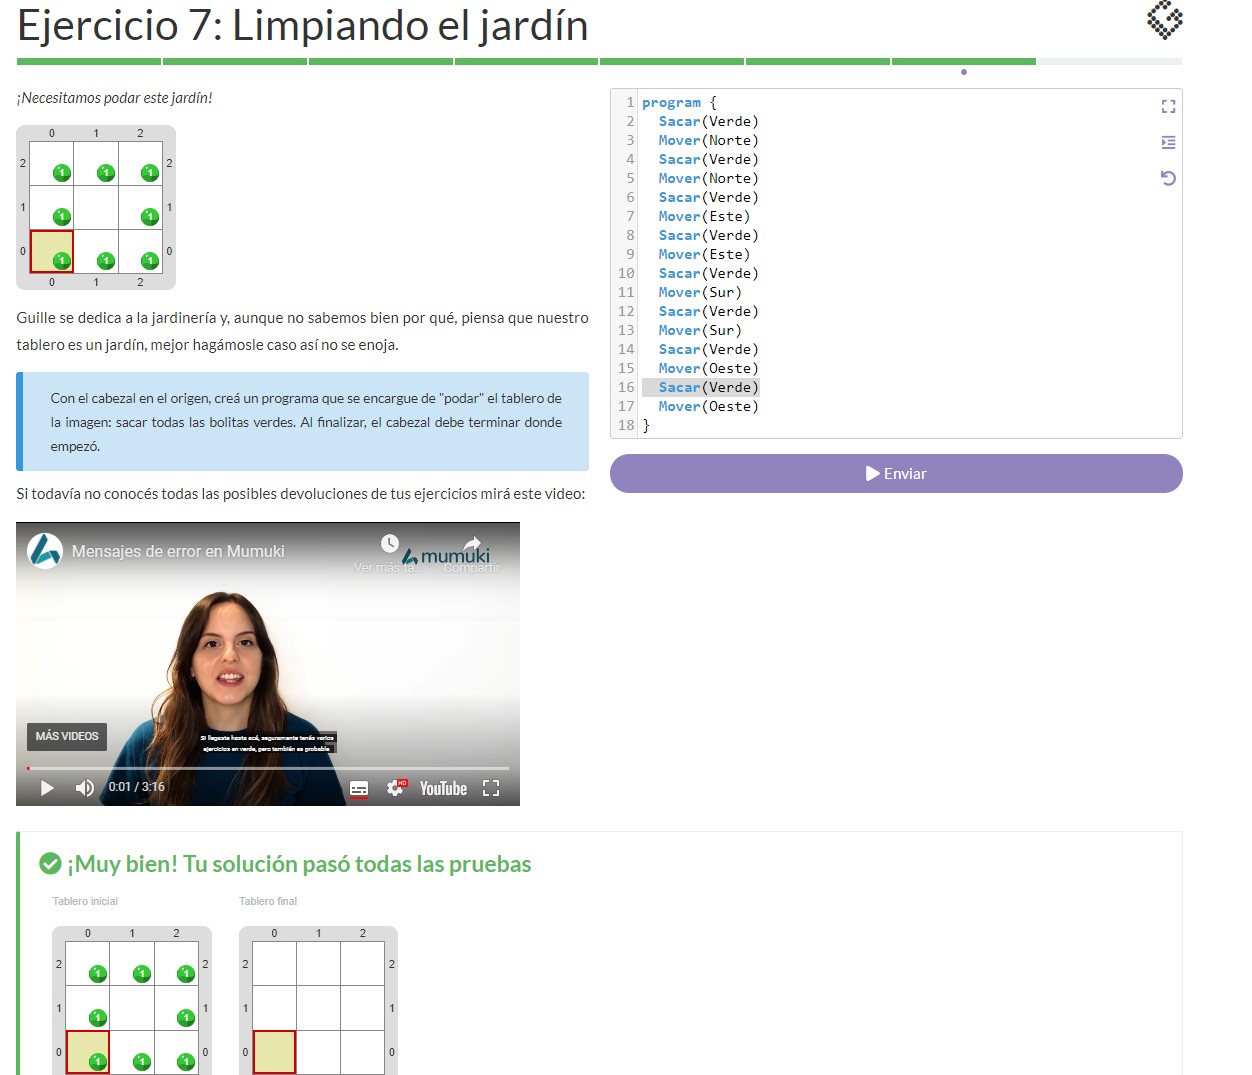 Ejercicio 7: Limpiando el jardín
¡Necesitamos podar este jardín!
0 1 2
2 1 1 1 2
1 1 1 1
0 1 1 1 0
0 1 2
Guille se dedica a la jardinería y, aunque no sabemos bien por qué, piensa que nuestro
tablero es un jardín, mejor hagámosle caso así no se enoja.
Con el cabezal en el origen, creá un programa que se encargue de "podar" el tablero de
la imagen: sacar todas las bolitas verdes. Al finalizar, el cabezal debe terminar donde
empezó.
Si todavía no conocés todas las posibles devoluciones de tus ejercicios mirá este video:
Mensajes de error en Mumuki
mumuki
Ver más ta... Compartir
MÁS VIDEOS
Si llegaste hasta acá, seguramente tenés varios
ejercicios en verde, pero también es probable
0:01 / 3:16
HD
YouTube
1 program {
2 Sacar(Verde)
3 Mover(Norte)
4 Sacar(Verde)
5 Mover(Norte)
6 Sacar(Verde)
7 Mover(Este)
8 Sacar(Verde)
9 Mover(Este)
10 Sacar(Verde)
11 Mover(Sur)
12 Sacar(Verde)
13 Mover(Sur)
14 Sacar(Verde)
15 Mover(Oeste)
16 Sacar(Verde)
17 Mover(Oeste)
18 }
Enviar
¡Muy bien! Tu solución pasó todas las pruebas
Tablero inicial
0 1 2
2 1 1 1 2
1 1 1 1
0 1 1 1 0
Tablero final
0 1 2
2 2
1 1
0 0